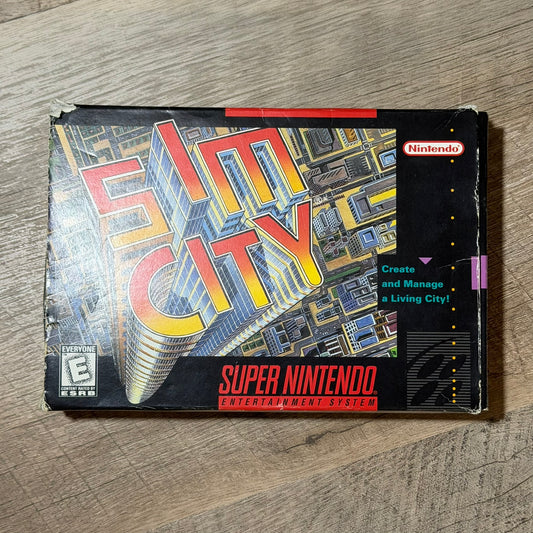 SIM
CITY
Nintendo
Create
and Manage
a Living City!
EVERYONE
E
CONTENT RATED BY
ESRB
SUPER NINTENDO
ENTERTAINMENT SYSTEM